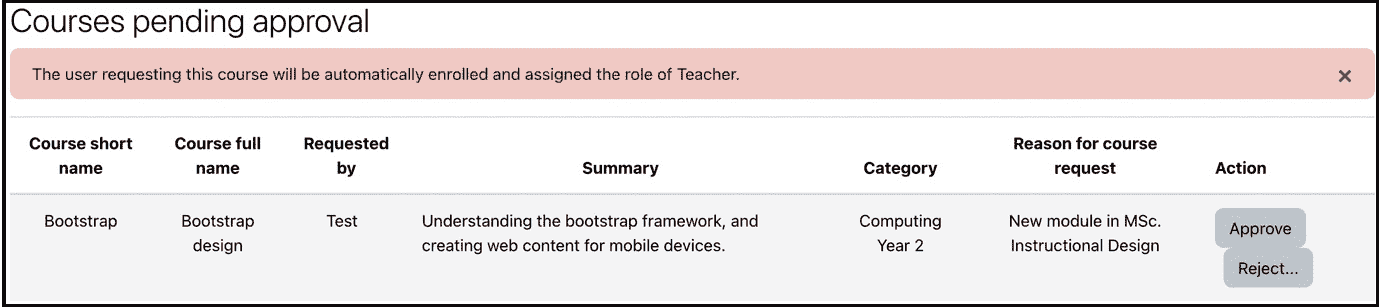 Courses pending approval
The user requesting this course will be automatically enrolled and assigned the role of Teacher.
×
Course short name
Course full name
Requested by
Summary
Category
Reason for course request
Action
Bootstrap
Bootstrap design
Test
Understanding the bootstrap framework, and
creating web content for mobile devices.
Computing
Year 2
New module in MSc.
Instructional Design
Approve
Reject...